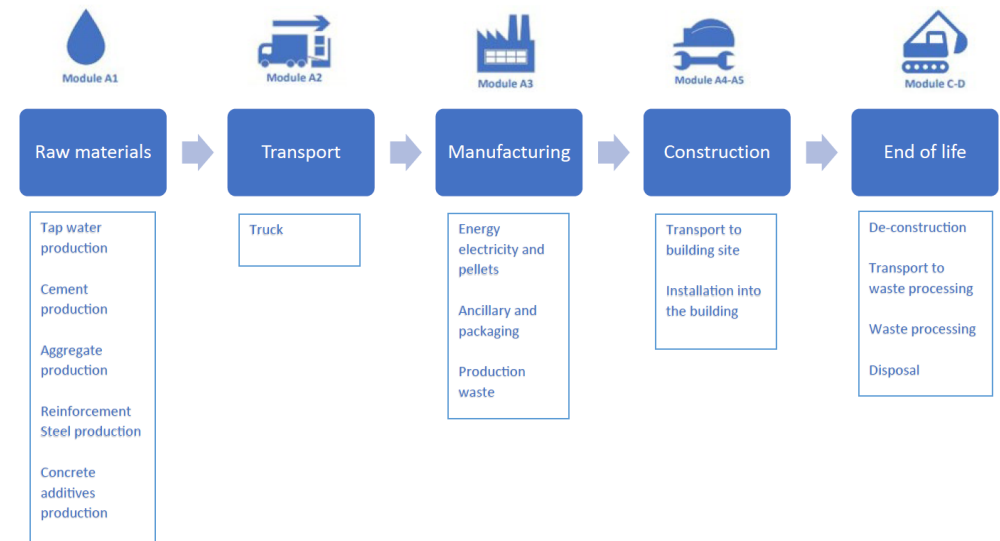 Module A1
Module A2
Module A3
Module A4-A5
Module C-D
Raw materials
Transport
Manufacturing
Construction
End of life
Tap water
production
Cement
production
Aggregate
production
Reinforcement
Steel production
Concrete
additives
production
Truck
Energy
electricity and
pellets
Ancillary and
packaging
Production
waste
Transport to
building site
Installation into
the building
De-construction
Transport to
waste processing
Waste processing
Disposal